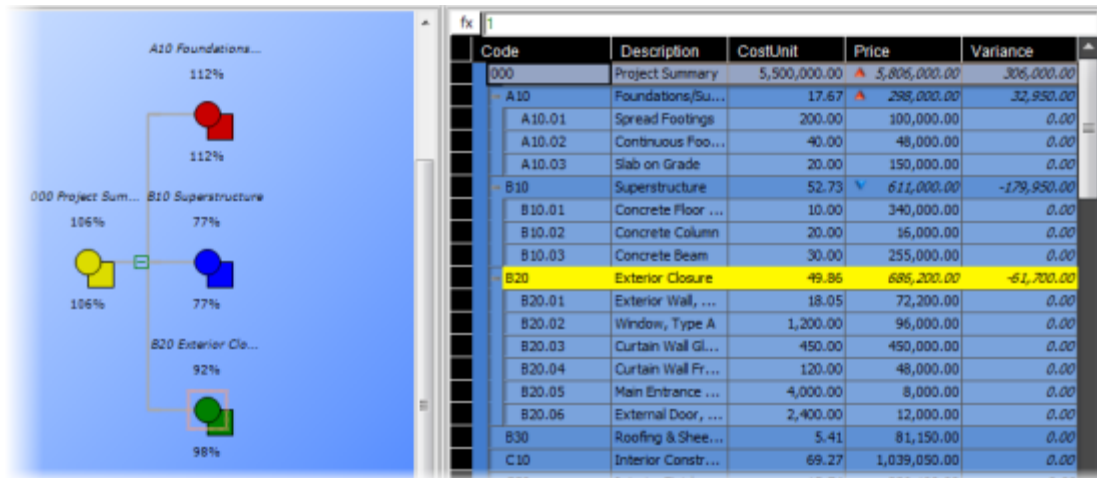 A10 Foundations...
112%
112%
000 Project Sum... B10 Superstructure
106% 77%
106% 77%
B20 Exterior Clo...
92%
98%
fx 1
Code Description CostUnit Price Variance
000 Project Summary 5,500,000.00 5,806,000.00 306,000.00
A10 Foundations/Su... 17.67 298,000.00 32,950.00
A10.01 Spread Footings 200.00 100,000.00 0.00
A10.02 Continuous Foo... 40.00 48,000.00 0.00
A10.03 Slab on Grade 20.00 150,000.00 0.00
B10 Superstructure 52.73 611,000.00 -179,950.00
B10.01 Concrete Floor ... 10.00 340,000.00 0.00
B10.02 Concrete Column 20.00 16,000.00 0.00
B10.03 Concrete Beam 30.00 255,000.00 0.00
B20 Exterior Closure 49.86 686,200.00 -61,700.00
B20.01 Exterior Wall, ... 18.05 72,200.00 0.00
B20.02 Window, Type A 1,200.00 96,000.00 0.00
B20.03 Curtain Wall Gl... 450.00 450,000.00 0.00
B20.04 Curtain Wall Fr... 120.00 48,000.00 0.00
B20.05 Main Entrance ... 4,000.00 8,000.00 0.00
B20.06 External Door, ... 2,400.00 12,000.00 0.00
B30 Roofing & Shee... 5.41 81,150.00 0.00
C10 Interior Constr... 69.27 1,039,050.00 0.00